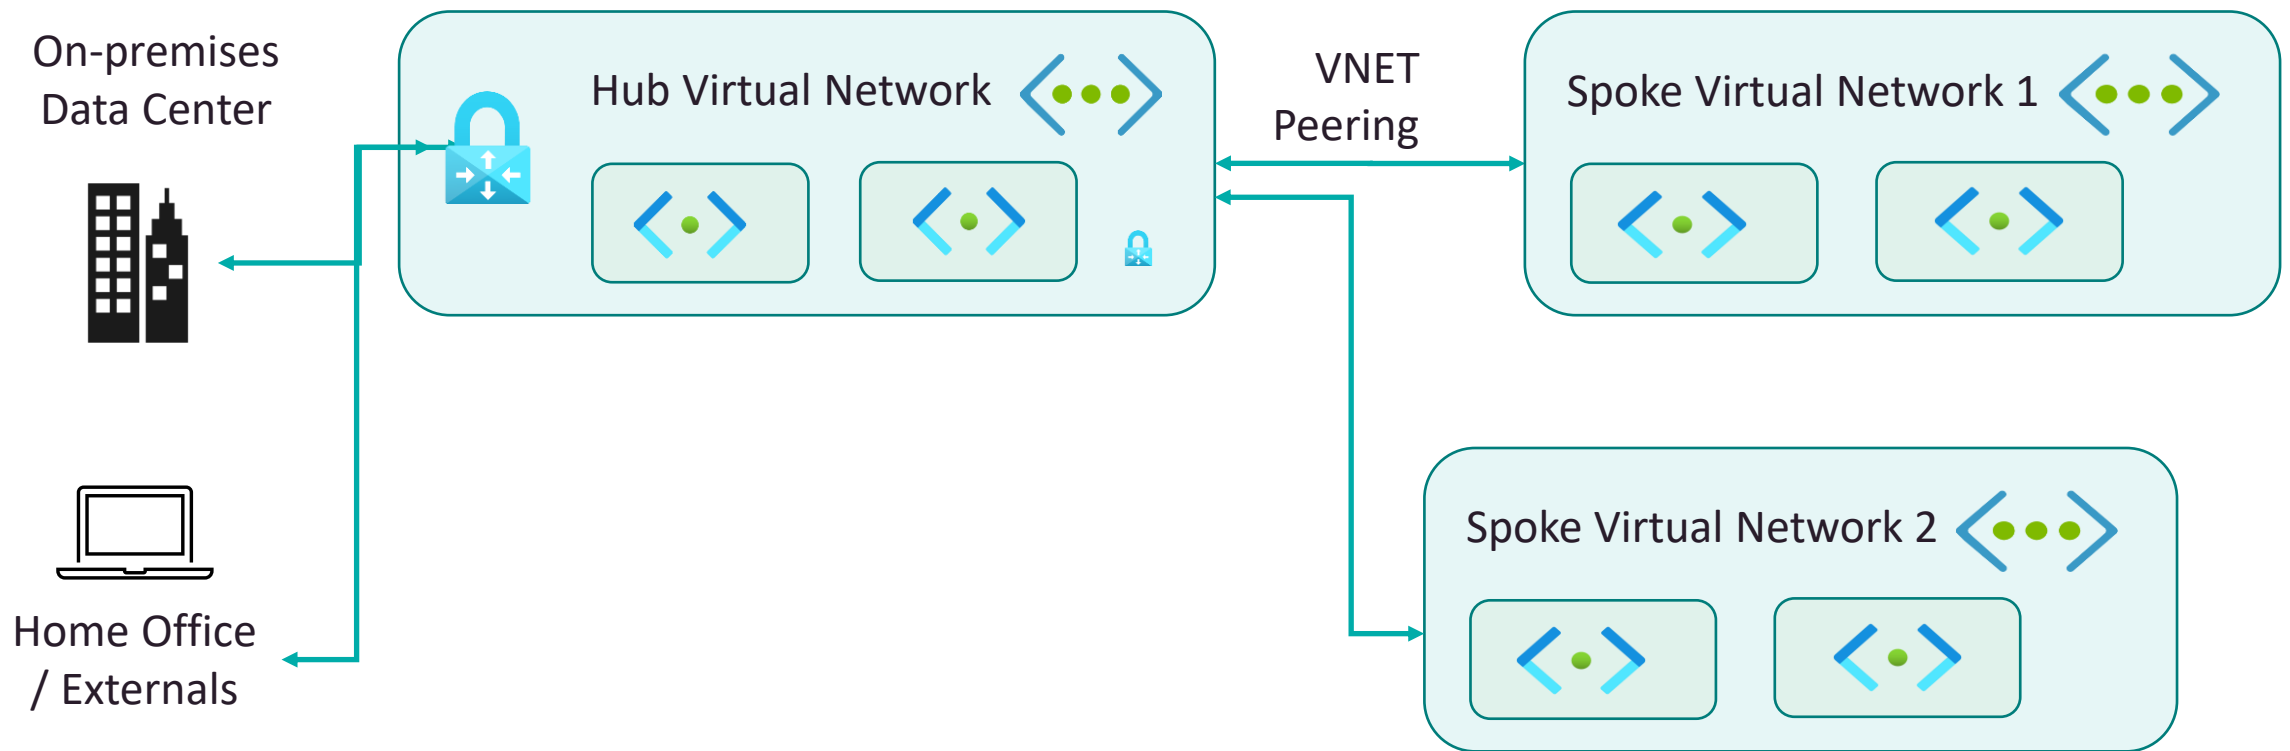 On-premises
Data Center
Hub Virtual Network
VNET
Peering
Spoke Virtual Network 1
Spoke Virtual Network 2
Home Office
/ Externals